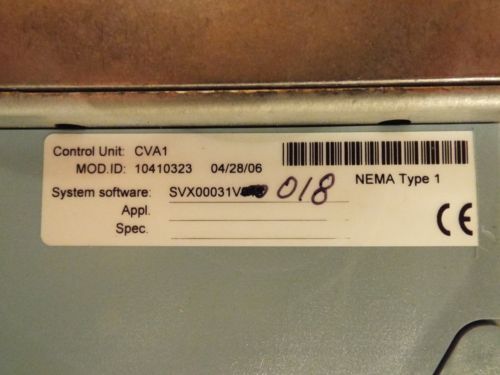 Control Unit: CVA1
MOD.ID: 10410323 04/28/06
NEMA Type 1
System software: SVX00031V 018
Appl.
Spec.
CE